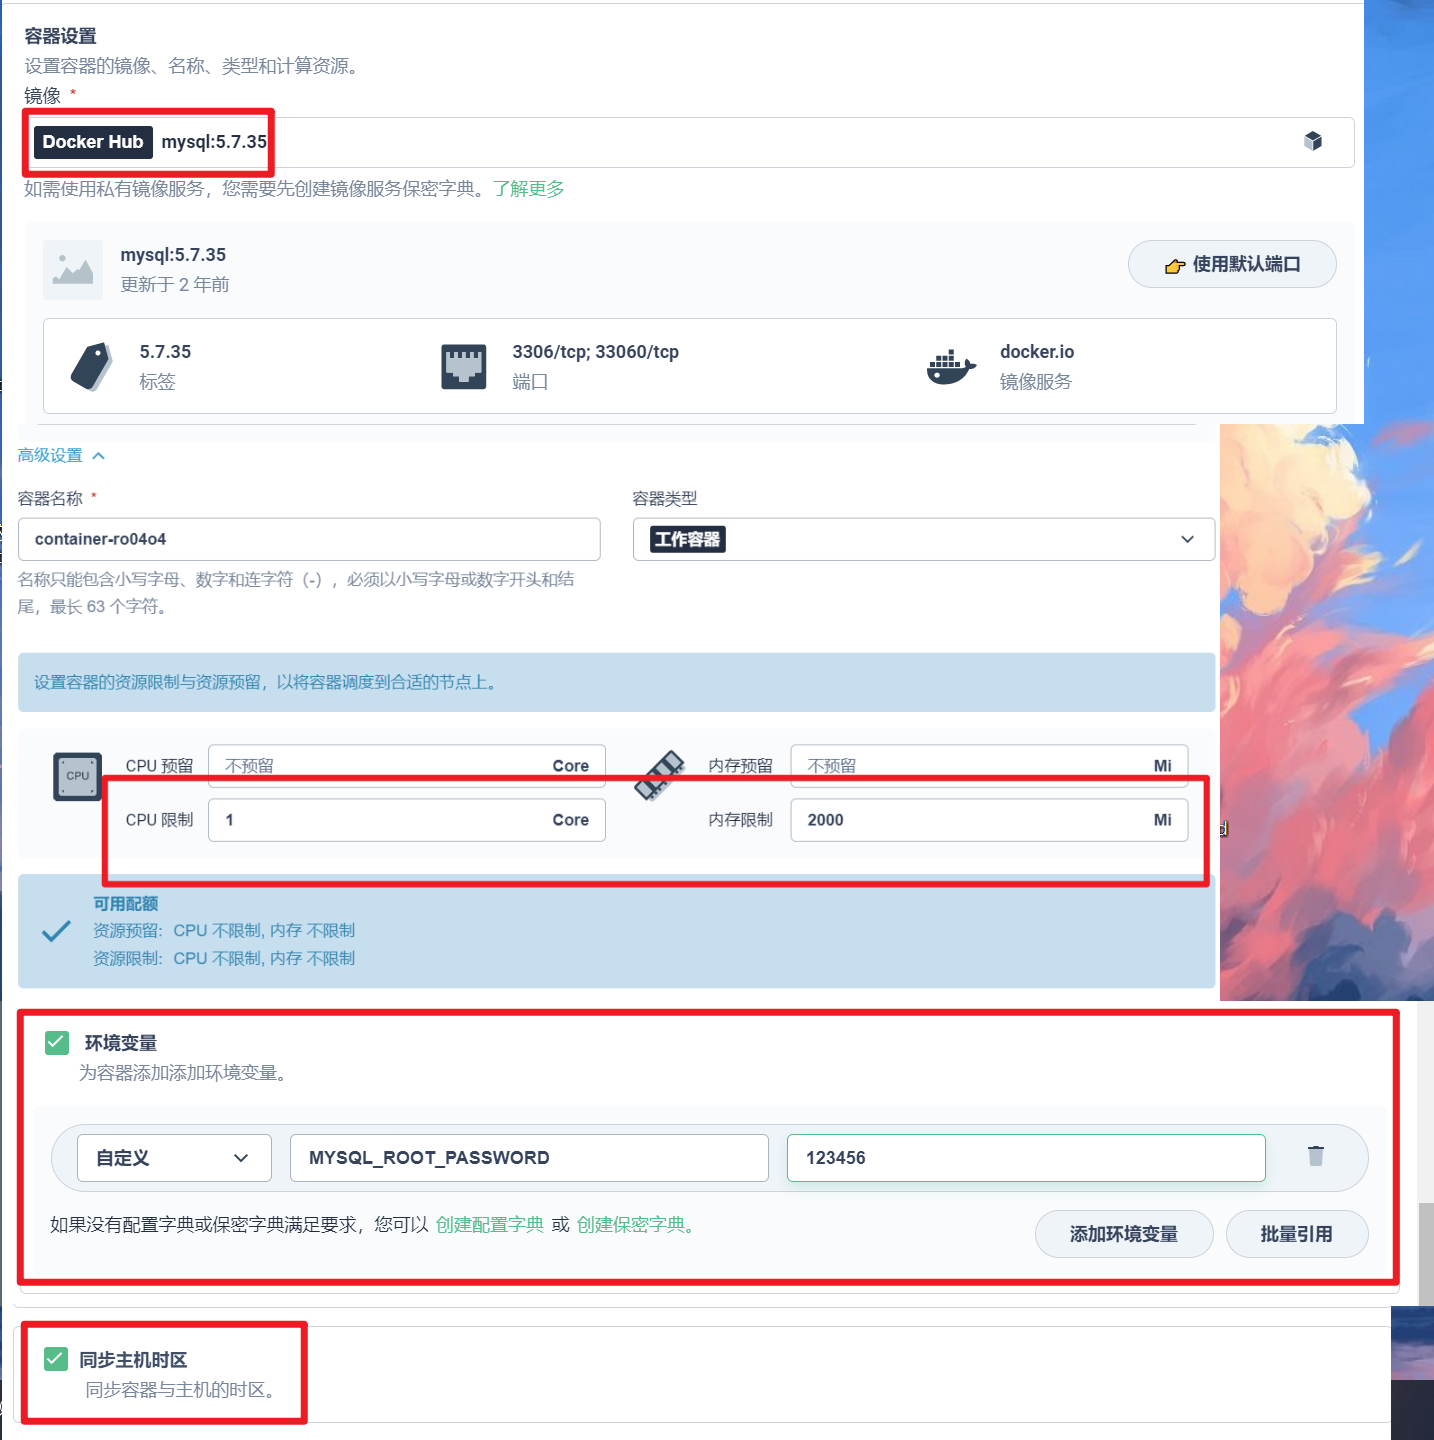 容器设置
设置容器的镜像、名称、类型和计算资源。
镜像 *
Docker Hub mysql:5.7.35
如需使用私有镜像服务，您需要先创建镜像服务保密字典。了解更多
mysql:5.7.35
更新于 2 年前
👉 使用默认端口
5.7.35
标签
3306/tcp; 33060/tcp
端口
docker.io
镜像服务
高级设置
容器名称 *
container-ro04o4
名称只能包含小写字母、数字和连字符（-），必须以小写字母或数字开头和结
尾，最长 63 个字符。
容器类型
工作容器
设置容器的资源限制与资源预留，以将容器调度到合适的节点上。
CPU
CPU 预留 不预留 Core
内存预留 不预留 Mi
CPU 限制 1 Core
内存限制 2000 Mi
可用配额
资源预留：CPU 不限制, 内存 不限制
资源限制：CPU 不限制, 内存 不限制
环境变量
为容器添加添加环境变量。
自定义 MYSQL_ROOT_PASSWORD 123456
如果没有配置字典或保密字典满足要求，您可以 创建配置字典 或 创建保密字典。
添加环境变量 批量引用
同步主机时区
同步容器与主机的时区。